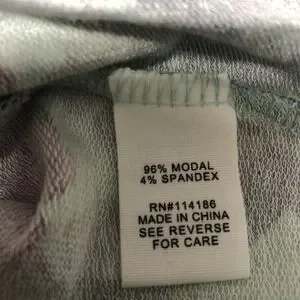 96% MODAL
4% SPANDEX
RN#114186
MADE IN CHINA
SEE REVERSE
FOR CARE